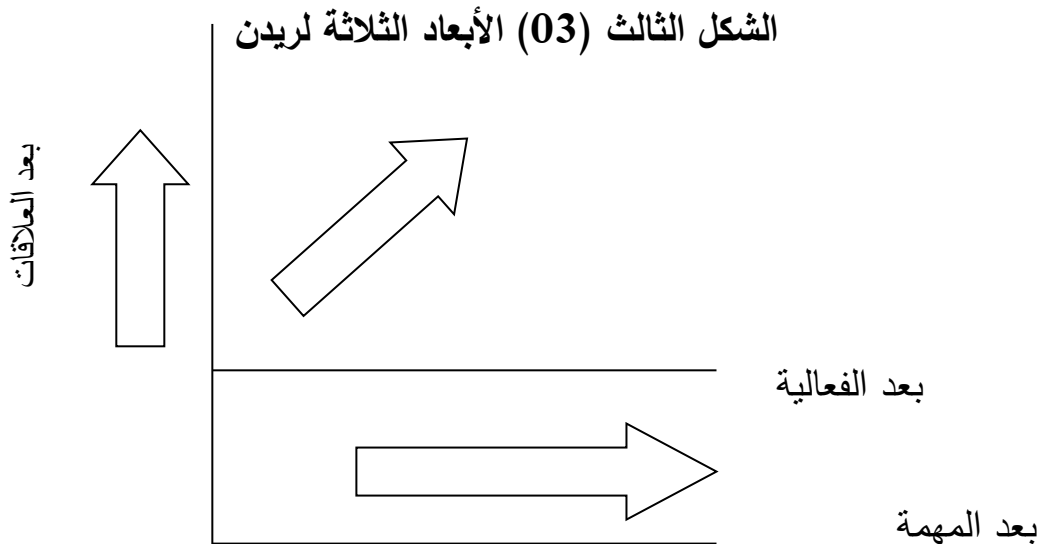 الشكل الثالث (03) الأبعاد الثلاثة لريدن
بعد العلاقات
بعد الفعالية
بعد المهمة